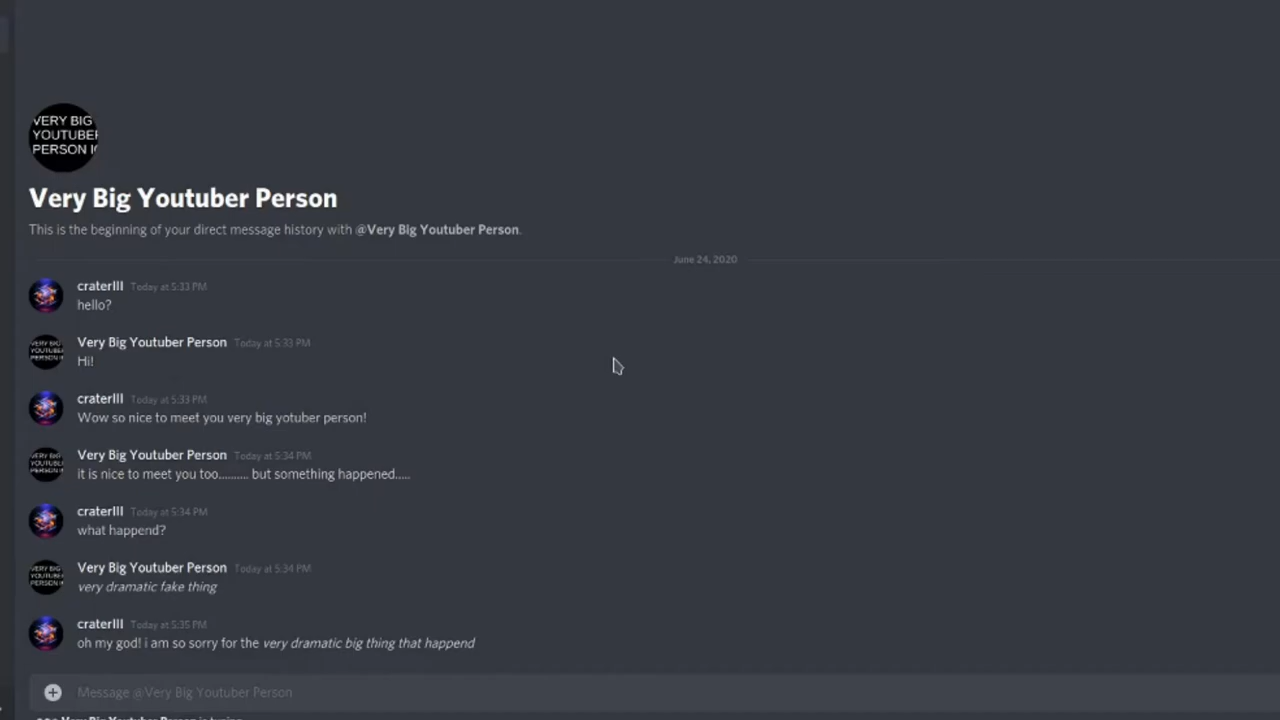 VERY BIG
YOUTUBE
PERSON
Very Big Youtuber Person
This is the beginning of your direct message history with @Very Big Youtuber Person.
June 24, 2020
craterIII Today at 5:33 PM
hello?
Very Big Youtuber Person Today at 5:33 PM
Hi!
craterIII Today at 5:33 PM
Wow so nice to meet you very big yotuber person!
Very Big Youtuber Person Today at 5:34 PM
it is nice to meet you too.......... but something happened.....
craterIII Today at 5:34 PM
what happend?
Very Big Youtuber Person Today at 5:34 PM
very dramatic fake thing
craterIII Today at 5:35 PM
oh my god! i am so sorry for the very dramatic big thing that happend
Message @Very Big Youtuber Person
Very Big Youtuber Person is typing